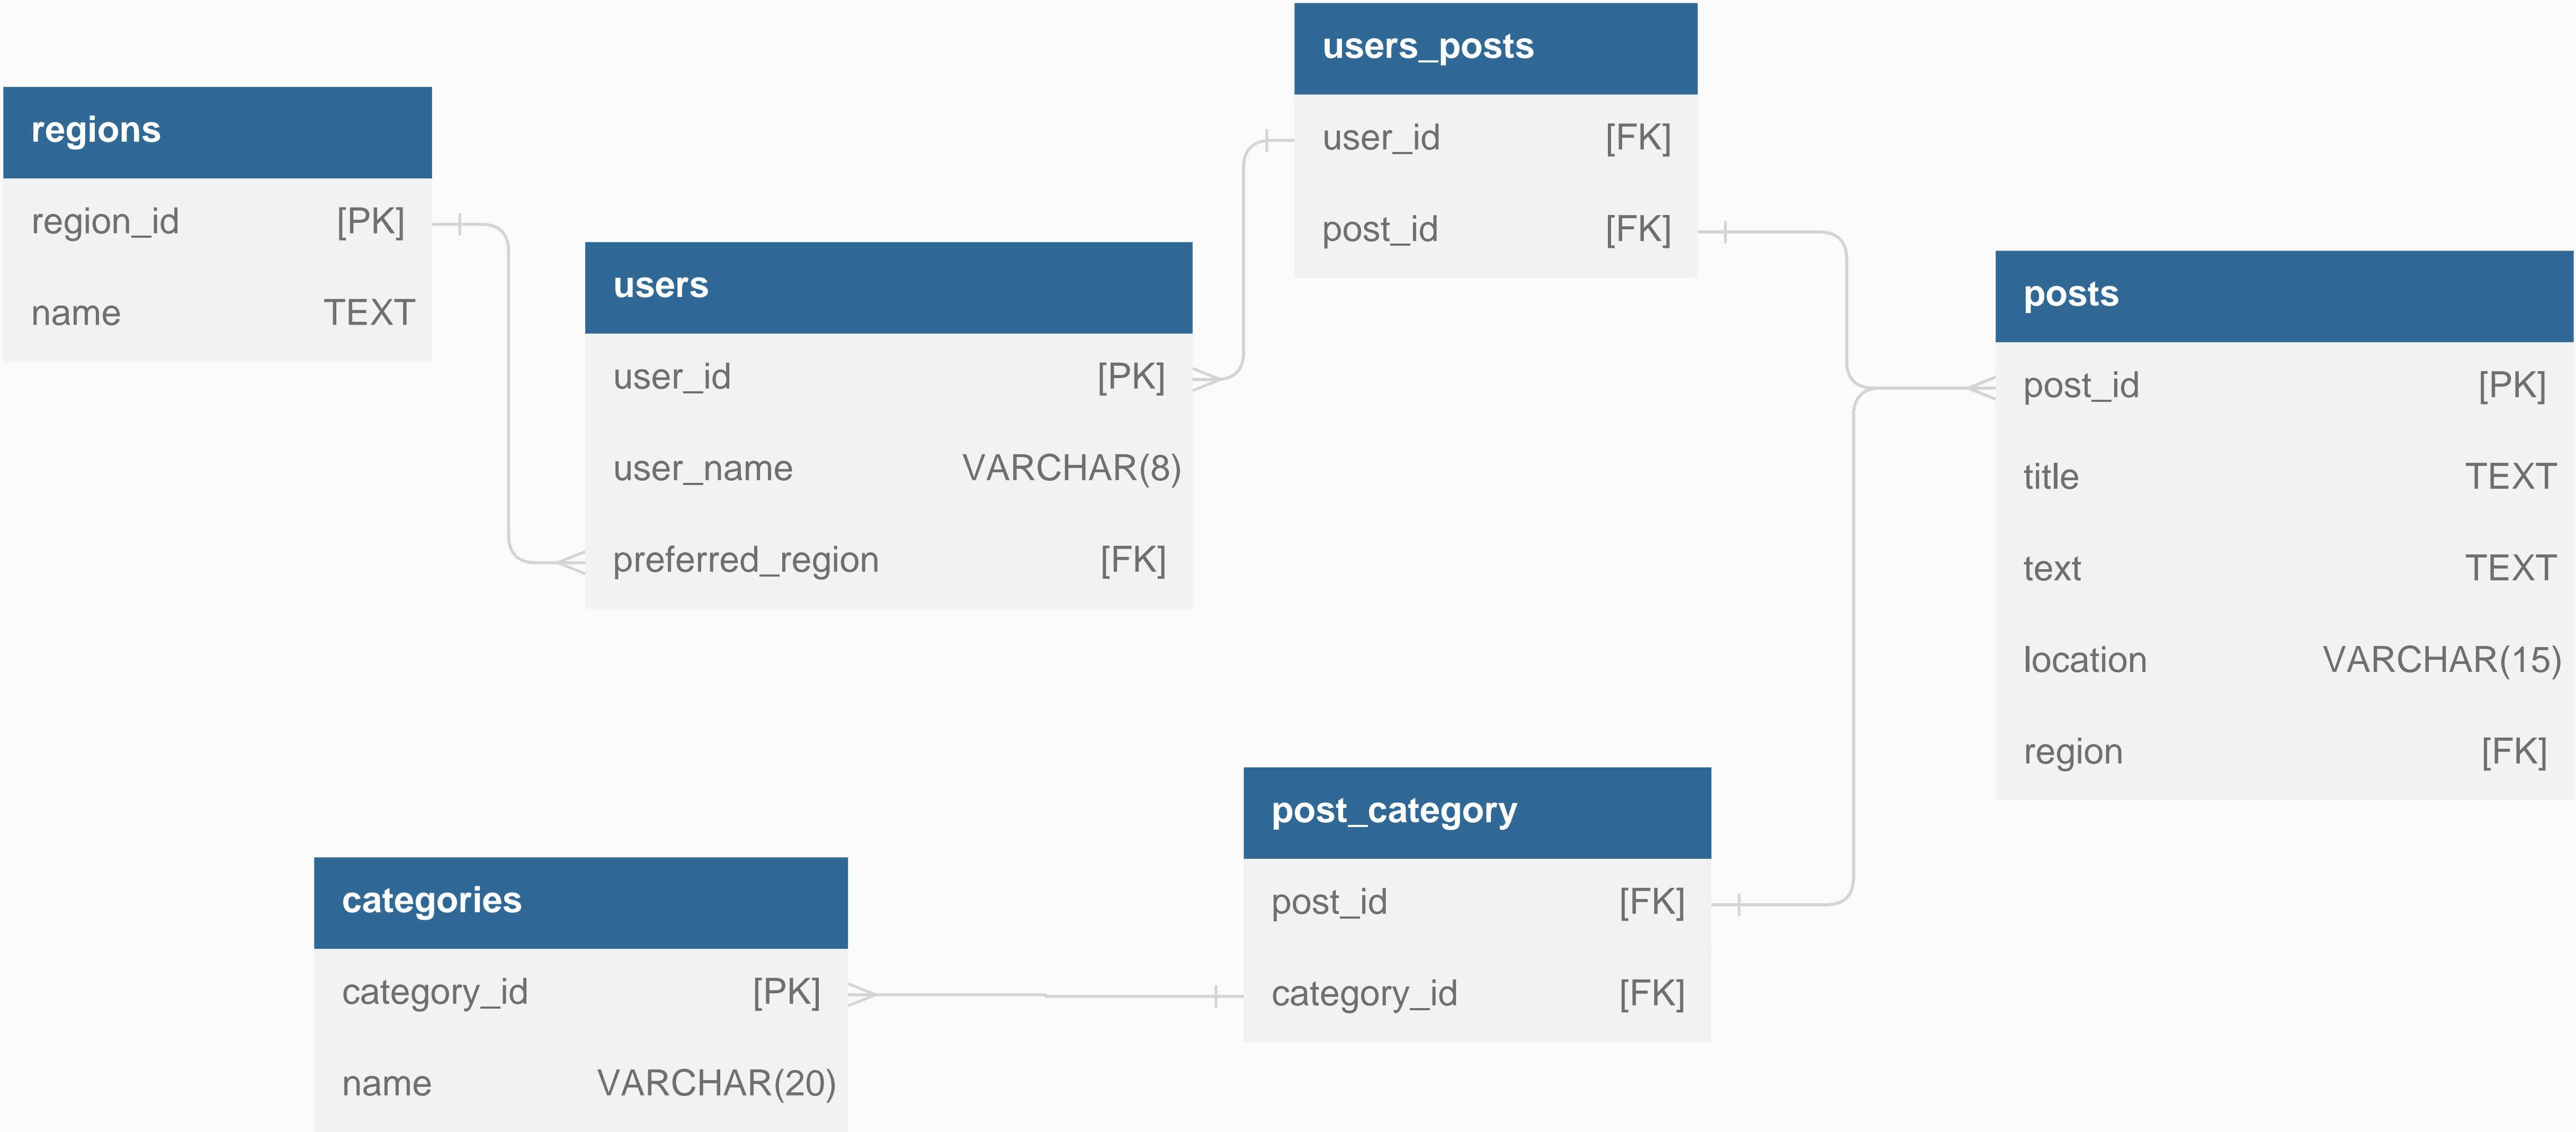 regions
region_id [PK]
name TEXT
users
user_id [PK]
user_name VARCHAR(8)
preferred_region [FK]
users_posts
user_id [FK]
post_id [FK]
posts
post_id [PK]
title TEXT
text TEXT
location VARCHAR(15)
region [FK]
categories
category_id [PK]
name VARCHAR(20)
post_category
post_id [FK]
category_id [FK]